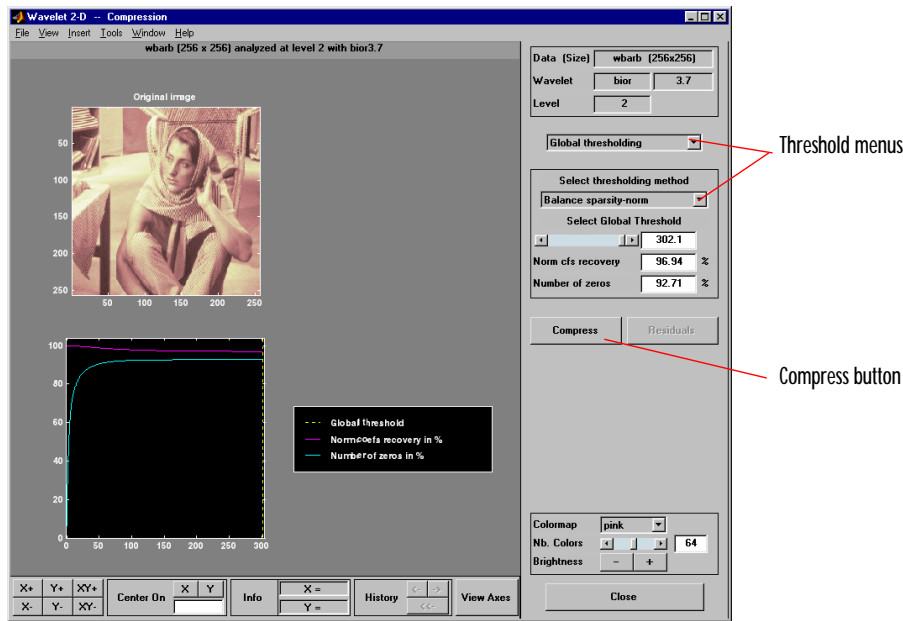 Wavelet 2-D -- Compression
File View Insert Tools Window Help
wbarb (256 x 256) analyzed at level 2 with bior3.7
Original image
50
100
150
200
250
50 100 150 200 250
100
80
60
40
20
0
0 50 100 150 200 250 300
Global threshold
Norm coefs recovery in %
Number of zeros in %
Data (Size) wbarb (256x256)
Wavelet bior 3.7
Level 2
Global thresholding
Select thresholding method
Balance sparsity-norm
Select Global Threshold
302.1
Norm cfs recovery 96.94 %
Number of zeros 92.71 %
Compress Residuals
Colormap pink
Nb. Colors 64
Brightness - +
Close
X+ Y+ XY+
X- Y- XY-
Center On X Y
Info X =
Y =
History <- ->
<<-
View Axes
Threshold menus
Compress button